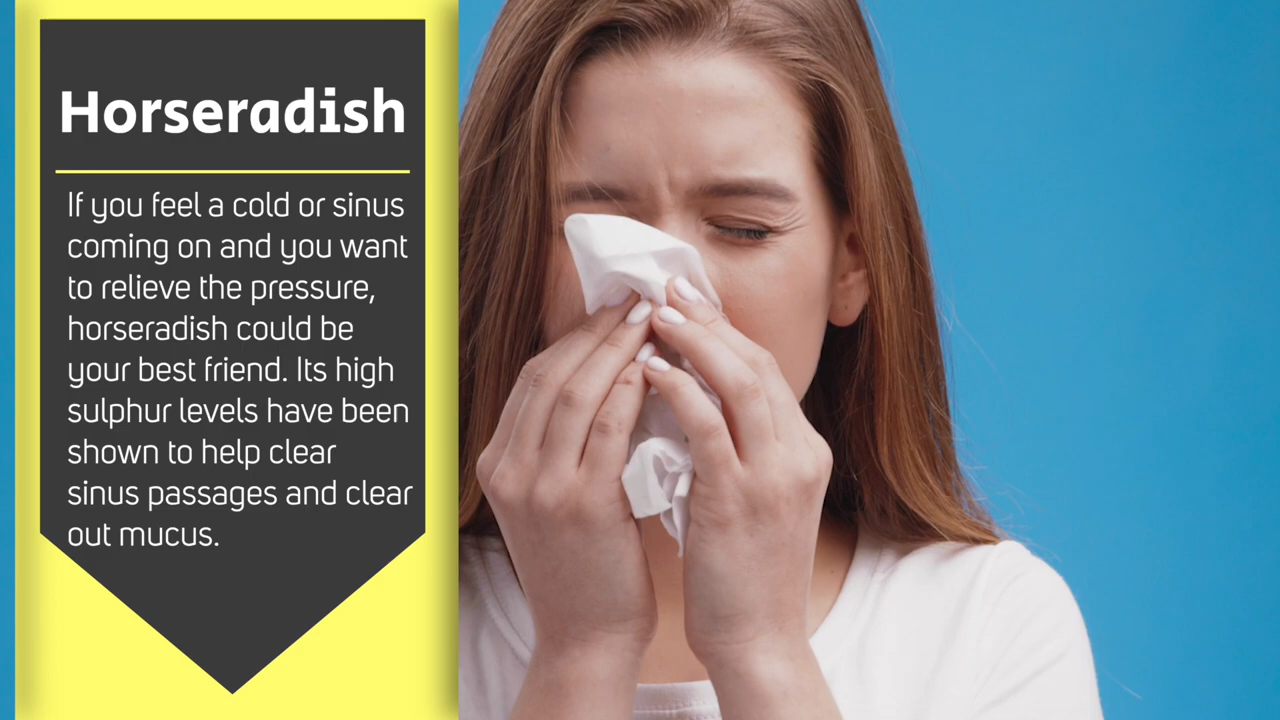 Horseradish
If you feel a cold or sinus
coming on and you want
to relieve the pressure,
horseradish could be
your best friend. Its high
sulphur levels have been
shown to help clear
sinus passages and clear
out mucus.